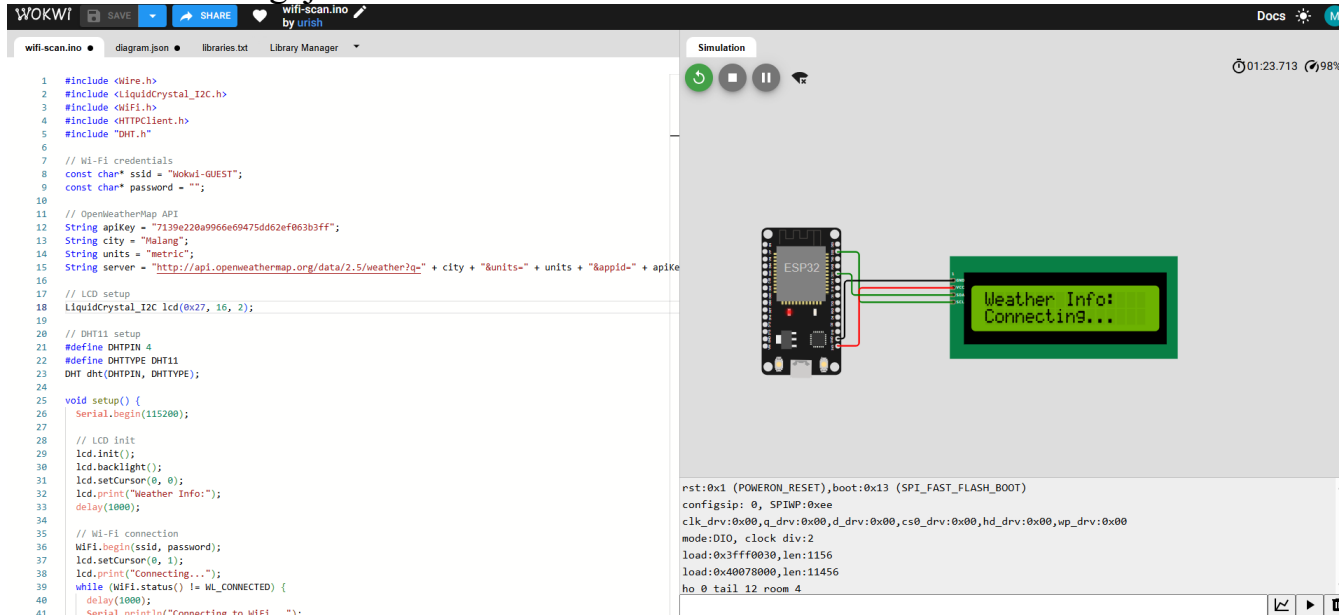 WOKWI SAVE SHARE wifi-scan.ino
by urish
Docs M
wifi-scan.ino ● diagram.json ● libraries.txt Library Manager
1 #include <Wire.h>
2 #include <LiquidCrystal_I2C.h>
3 #include <WiFi.h>
4 #include <HTTPClient.h>
5 #include "DHT.h"
6
7 // Wi-Fi credentials
8 const char* ssid = "Wokwi-GUEST";
9 const char* password = "";
10
11 // OpenWeatherMap API
12 String apiKey = "7139e220a9966e69475dd62ef063b3ff";
13 String city = "Malang";
14 String units = "metric";
15 String server = "http://api.openweathermap.org/data/2.5/weather?q=" + city + "&units=" + units + "&appid=" + apiKe
16
17 // LCD setup
18 LiquidCrystal_I2C lcd(0x27, 16, 2);
19
20 // DHT11 setup
21 #define DHTPIN 4
22 #define DHTTYPE DHT11
23 DHT dht(DHTPIN, DHTTYPE);
24
25 void setup() {
26 Serial.begin(115200);
27
28 // LCD init
29 lcd.init();
30 lcd.backlight();
31 lcd.setCursor(0, 0);
32 lcd.print("Weather Info:");
33 delay(1000);
34
35 // Wi-Fi connection
36 WiFi.begin(ssid, password);
37 lcd.setCursor(0, 1);
38 lcd.print("Connecting...");
39 while (WiFi.status() != WL_CONNECTED) {
40 delay(1000);
41 Serial.println("Connecting to WiFi...");
Simulation
01:23.713 98%
ESP32
Weather Info:
Connecting...
rst:0x1 (POWERON_RESET),boot:0x13 (SPI_FAST_FLASH_BOOT)
configsip: 0, SPIWP:0xee
clk_drv:0x00,q_drv:0x00,d_drv:0x00,cs0_drv:0x00,hd_drv:0x00,wp_drv:0x00
mode:DIO, clock div:2
load:0x3fff0030,len:1156
load:0x40078000,len:11456
ho 0 tail 12 room 4